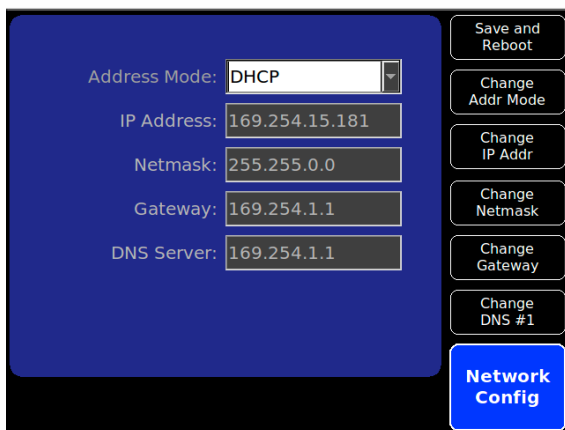 Address Mode: DHCP
IP Address: 169.254.15.181
Netmask: 255.255.0.0
Gateway: 169.254.1.1
DNS Server: 169.254.1.1
Save and
Reboot
Change
Addr Mode
Change
IP Addr
Change
Netmask
Change
Gateway
Change
DNS #1
Network
Config